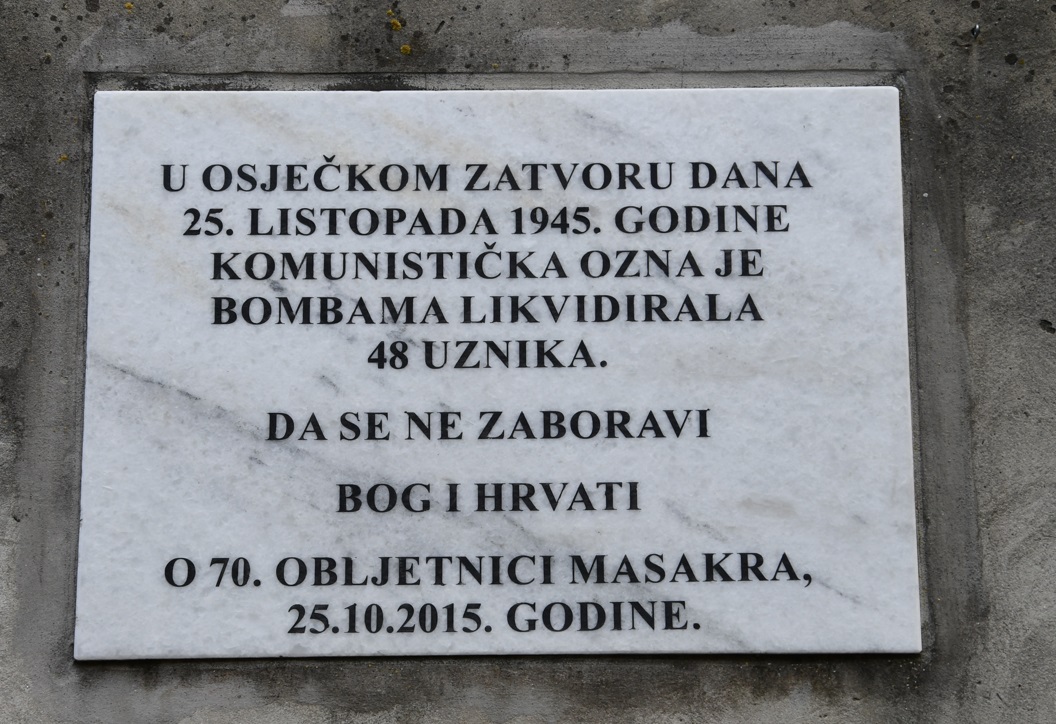 U OSJEČKOM ZATVORU DANA
25. LISTOPADA 1945. GODINE
KOMUNISTIČKA OZNA JE
BOMBAMA LIKVIDIRALA
48 UZNIKA.
DA SE NE ZABORAVI
BOG I HRVATI
O 70. OBLJETNICI MASAKRA,
25.10.2015. GODINE.